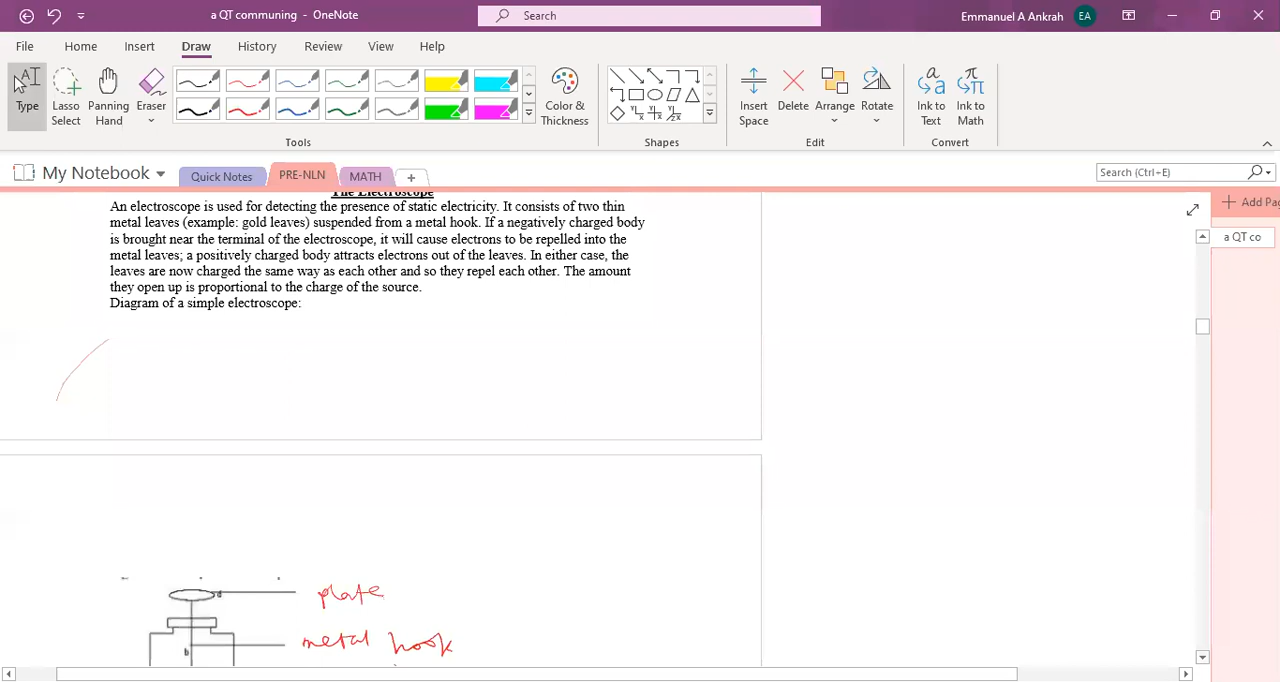 a QT communing - OneNote
Search
Emmanuel A Ankrah
EA
File
Home
Insert
Draw
History
Review
View
Help
Type
Lasso Select
Panning Hand
Eraser
Color & Thickness
Insert Space
Delete
Arrange
Rotate
Ink to Text
Ink to Math
Tools
Shapes
Edit
Convert
My Notebook
Quick Notes
PRE-NLN
MATH
Search (Ctrl+E)
Add Pag
a QT co
The Electroscope
An electroscope is used for detecting the presence of static electricity. It consists of two thin
metal leaves (example: gold leaves) suspended from a metal hook. If a negatively charged body
is brought near the terminal of the electroscope, it will cause electrons to be repelled into the
metal leaves; a positively charged body attracts electrons out of the leaves. In either case, the
leaves are now charged the same way as each other and so they repel each other. The amount
they open up is proportional to the charge of the source.
Diagram of a simple electroscope:
plate
metal hook
b